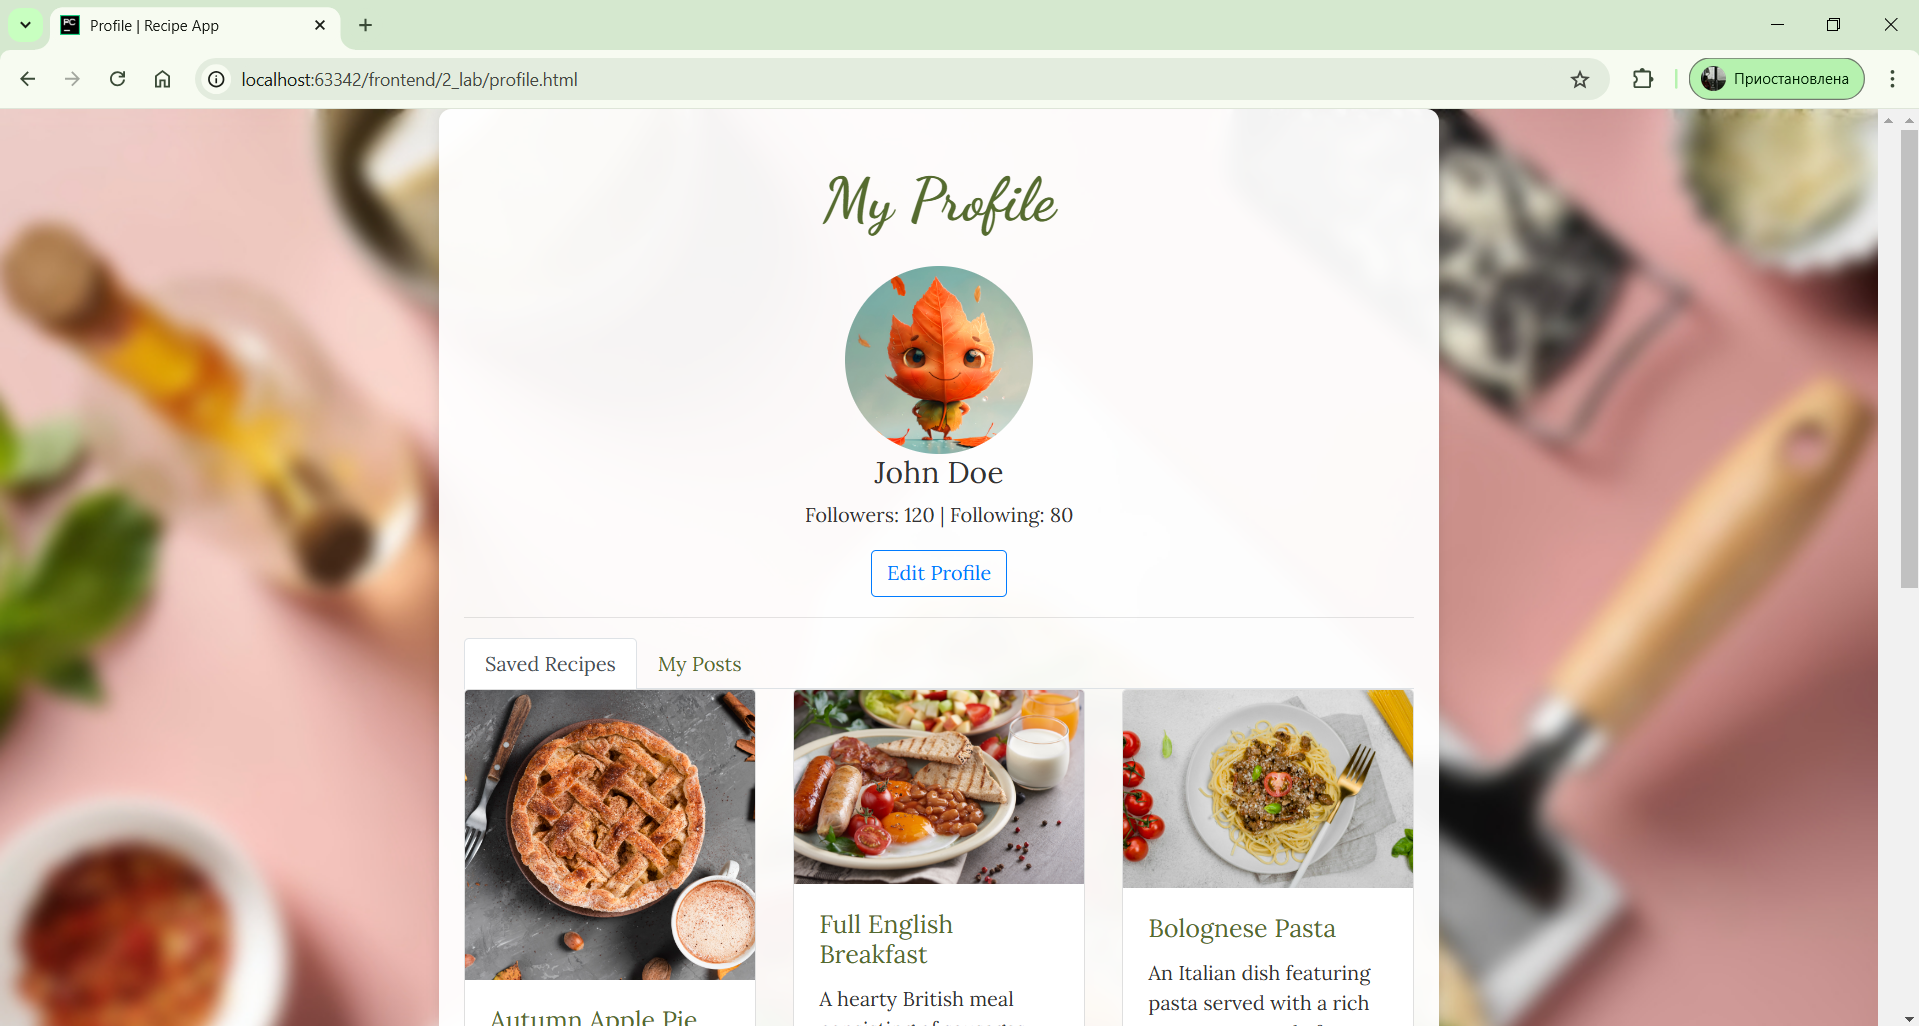 Profile | Recipe App
localhost:63342/frontend/2_lab/profile.html
Приостановлена
My Profile
John Doe
Followers: 120 | Following: 80
Edit Profile
Saved Recipes
My Posts
Autumn Apple Pie
Full English
Breakfast
A hearty British meal
Bolognese Pasta
An Italian dish featuring
pasta served with a rich